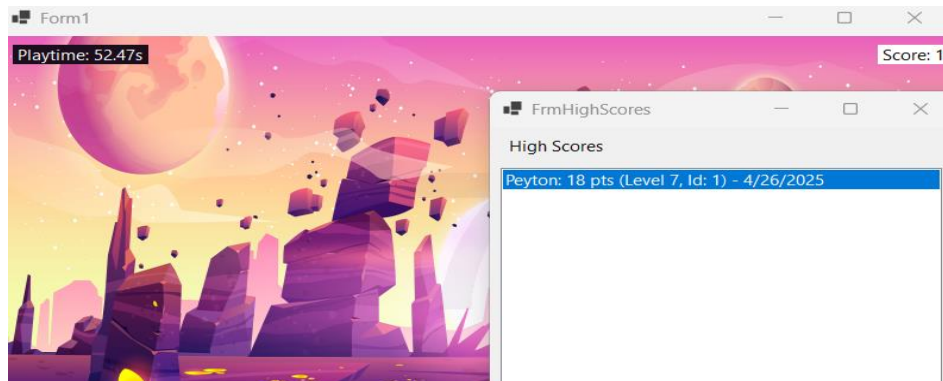 Form1
Playtime: 52.47s
Score: 1
FrmHighScores
High Scores
Peyton: 18 pts (Level 7, Id: 1) - 4/26/2025